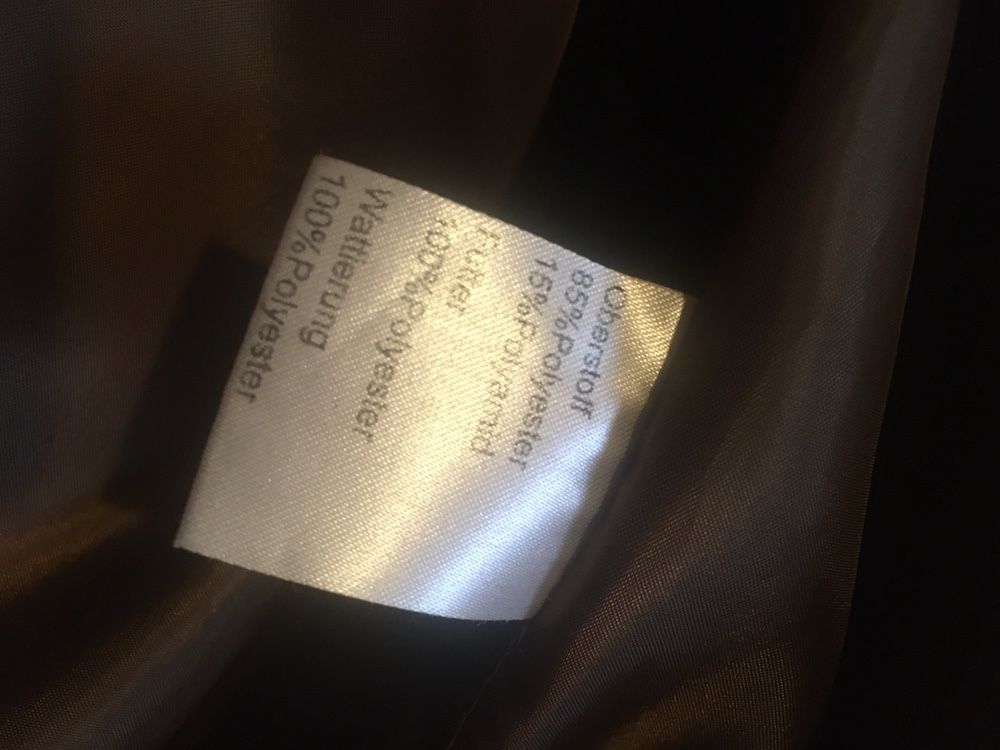 Oberstoff
85%Polyester
15%Polyamid
Futter
100%Polyester
Wattierung
100%Polyester